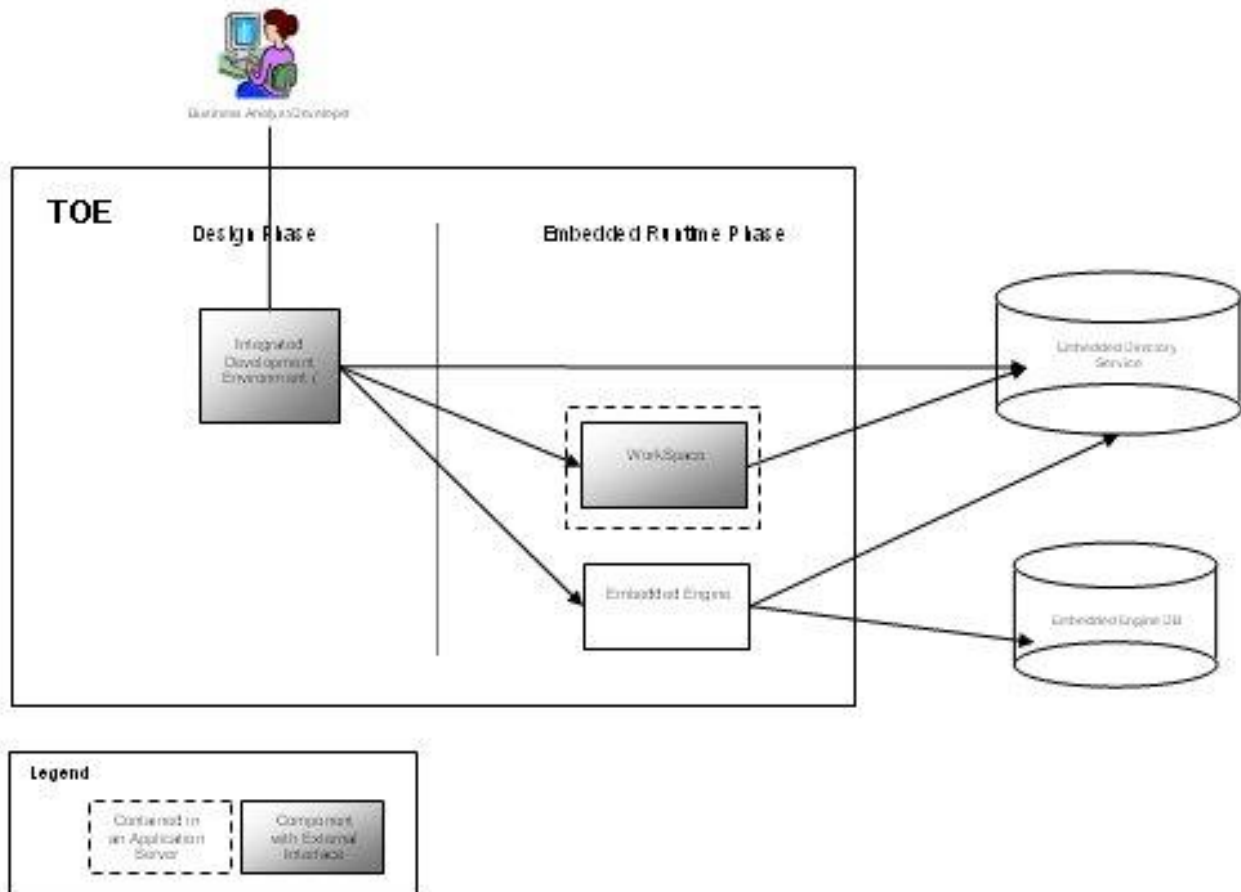 Business Analyst/Developer
TOE
Design Phase
Embedded Runtime Phase
Integrated
Development
Environment (
Embedded Directory
Service
WorkSpace
Embedded Engine
Embedded Engine DB
Legend
Contained in
an Application
Server
Component
with External
Interface